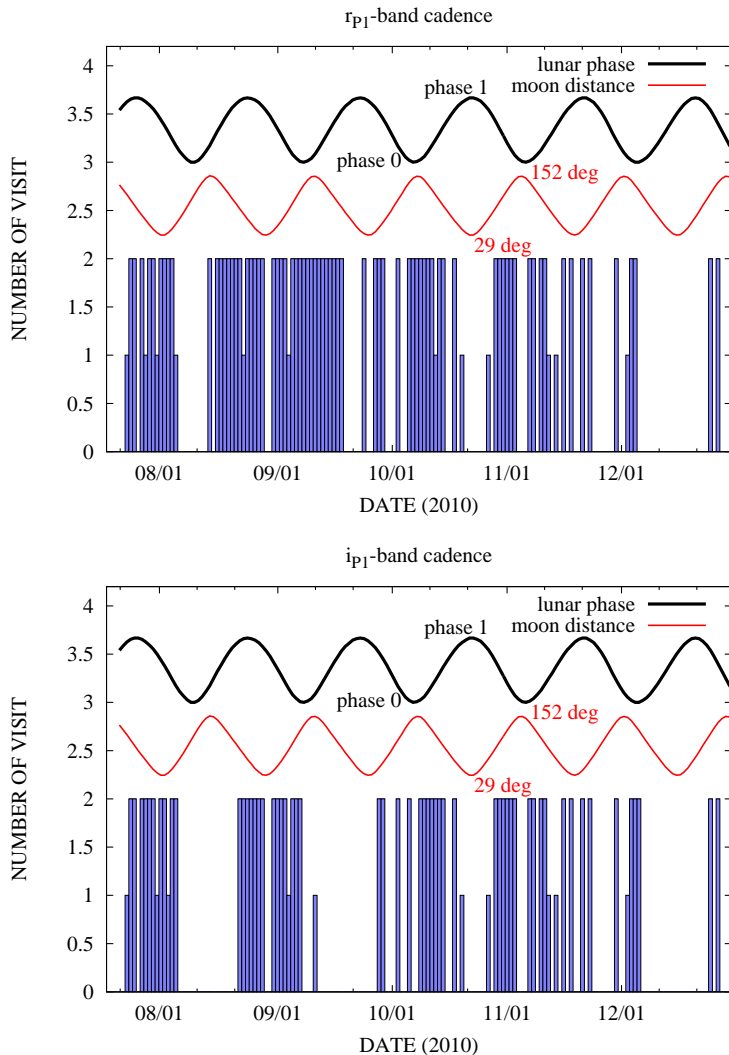 r_P1-band cadence
4
3.5
3
2.5
2
1.5
1
0.5
0
NUMBER OF VISIT
lunar phase
moon distance
phase 1
phase 0
152 deg
29 deg
08/01 09/01 10/01 11/01 12/01
DATE (2010)
i_P1-band cadence
4
3.5
3
2.5
2
1.5
1
0.5
0
NUMBER OF VISIT
lunar phase
moon distance
phase 1
phase 0
152 deg
29 deg
08/01 09/01 10/01 11/01 12/01
DATE (2010)